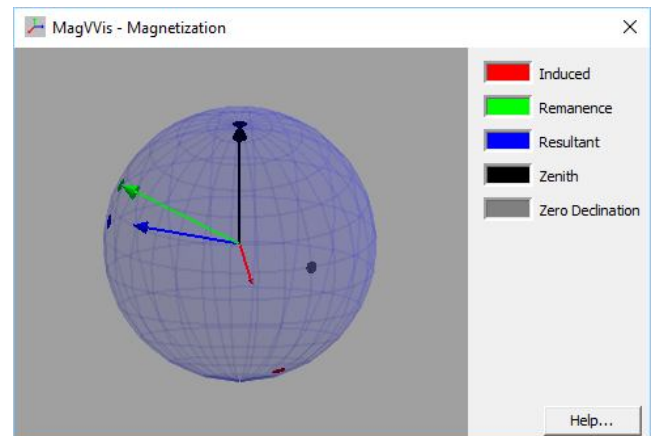 MagVVis - Magnetization
Induced
Remanence
Resultant
Zenith
Zero Declination
Help...